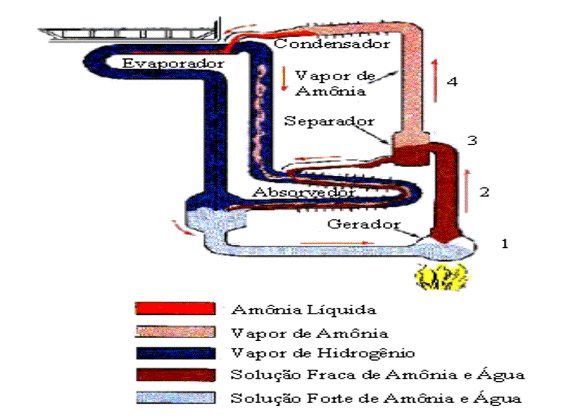 Condensador
Evaporador
Vapor de
Amônia
4
Separador
3
Absorvedor
2
Gerador
1
Amônia Líquida
Vapor de Amônia
Vapor de Hidrogênio
Solução Fraca de Amônia e Água
Solução Forte de Amônia e Água